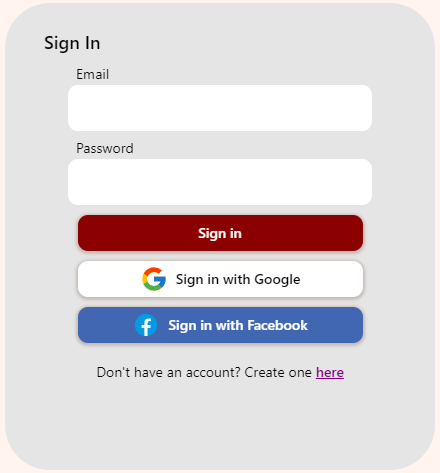 Sign In
Email
Password
Sign in
Sign in with Google
Sign in with Facebook
Don't have an account? Create one here